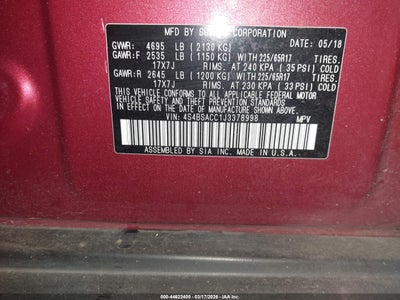 MFD BY SUBARU CORPORATION DATE: 05/18
GVWR: 4695 LB (2130 KG)
GAWR:F 2535 LB (1150 KG) WITH 225/65R17 TIRES.
17X7J RIMS. AT 240 KPA (35 PSI) COLD
GAWR:R 2645 LB (1200 KG) WITH 225/65R17 TIRES.
17X7J RIMS. AT 230 KPA (33 PSI) COLD
THIS VEHICLE CONFORMS TO ALL APPLICABLE FEDERAL MOTOR
VEHICLE SAFETY AND THEFT PREVENTION STANDARDS IN EFFECT
ON THE DATE OF MANUFACTURE SHOWN ABOVE.
VIN: 4S4BSACC1J3378998 MPV
ASSEMBLED BY SIA INC. MADE IN U.S.A.
000-44622405 - 03/17/2026 - IAA Inc.